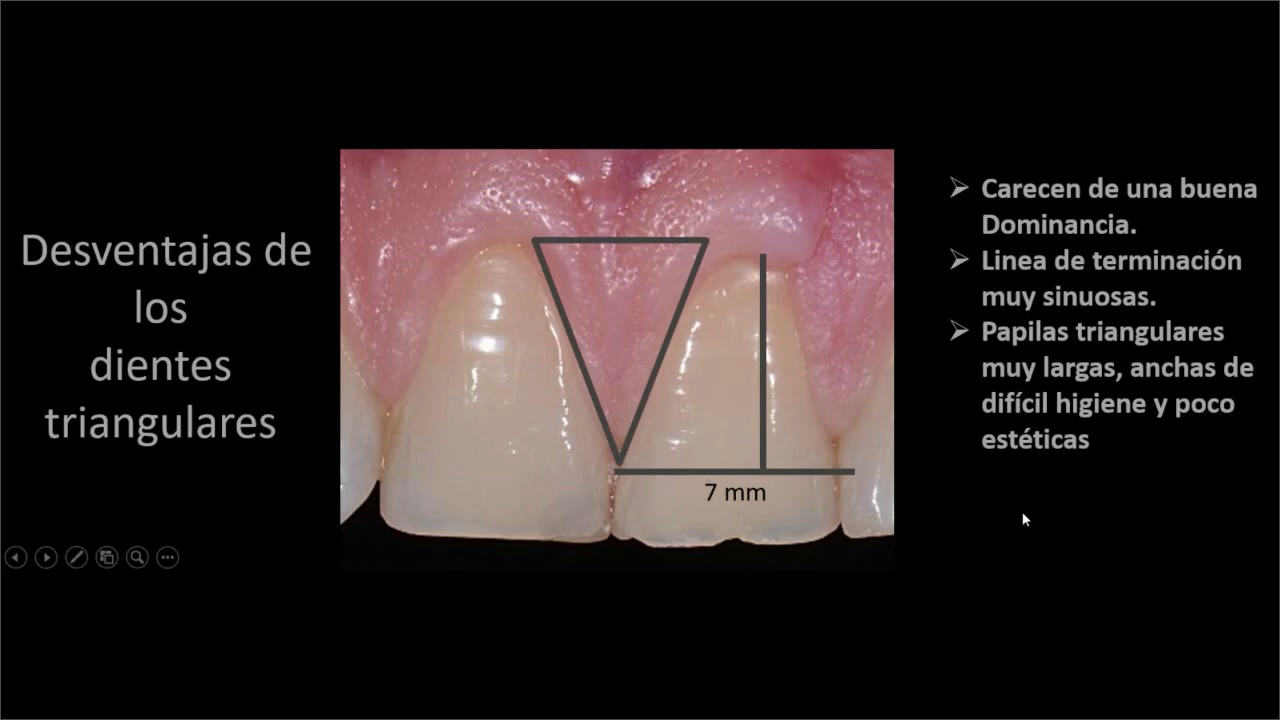 Desventajas de
los
dientes
triangulares
7 mm
Carecen de una buena
Dominancia.
Linea de terminación
muy sinuosas.
Papilas triangulares
muy largas, anchas de
difícil higiene y poco
estéticas